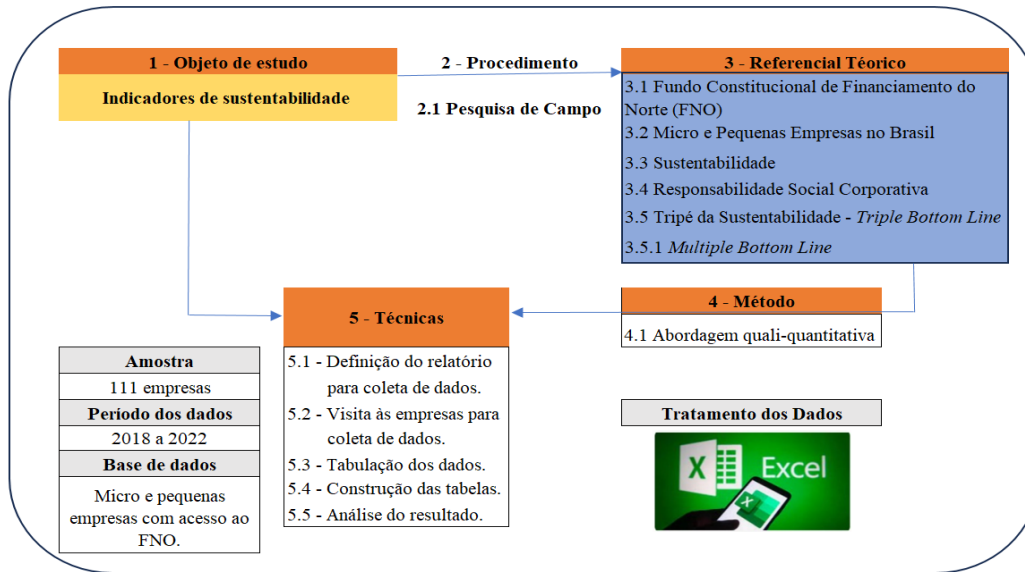 1 - Objeto de estudo
Indicadores de sustentabilidade
2 - Procedimento
2.1 Pesquisa de Campo
3 - Referencial Teórico
3.1 Fundo Constitucional de Financiamento do
Norte (FNO)
3.2 Micro e Pequenas Empresas no Brasil
3.3 Sustentabilidade
3.4 Responsabilidade Social Corporativa
3.5 Tripé da Sustentabilidade - Triple Bottom Line
3.5.1 Multiple Bottom Line
4 - Método
4.1 Abordagem quali-quantitativa
5 - Técnicas
5.1 - Definição do relatório
para coleta de dados.
5.2 - Visita às empresas para
coleta de dados.
5.3 - Tabulação dos dados.
5.4 - Construção das tabelas.
5.5 - Análise do resultado.
Amostra
111 empresas
Período dos dados
2018 a 2022
Base de dados
Micro e pequenas
empresas com acesso ao
FNO.
Tratamento dos Dados
X Excel
X